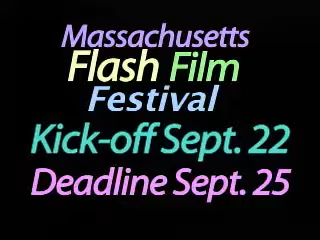 Massachusetts
Flash Film
Festival
Kick-off Sept. 22
Deadline Sept. 25